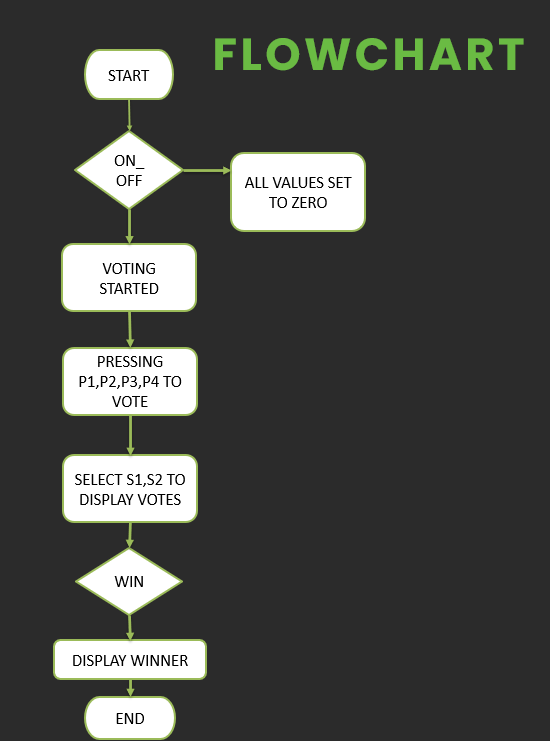 FLOWCHART
START
ON_
OFF
ALL VALUES SET
TO ZERO
VOTING
STARTED
PRESSING
P1,P2,P3,P4 TO
VOTE
SELECT S1,S2 TO
DISPLAY VOTES
WIN
DISPLAY WINNER
END